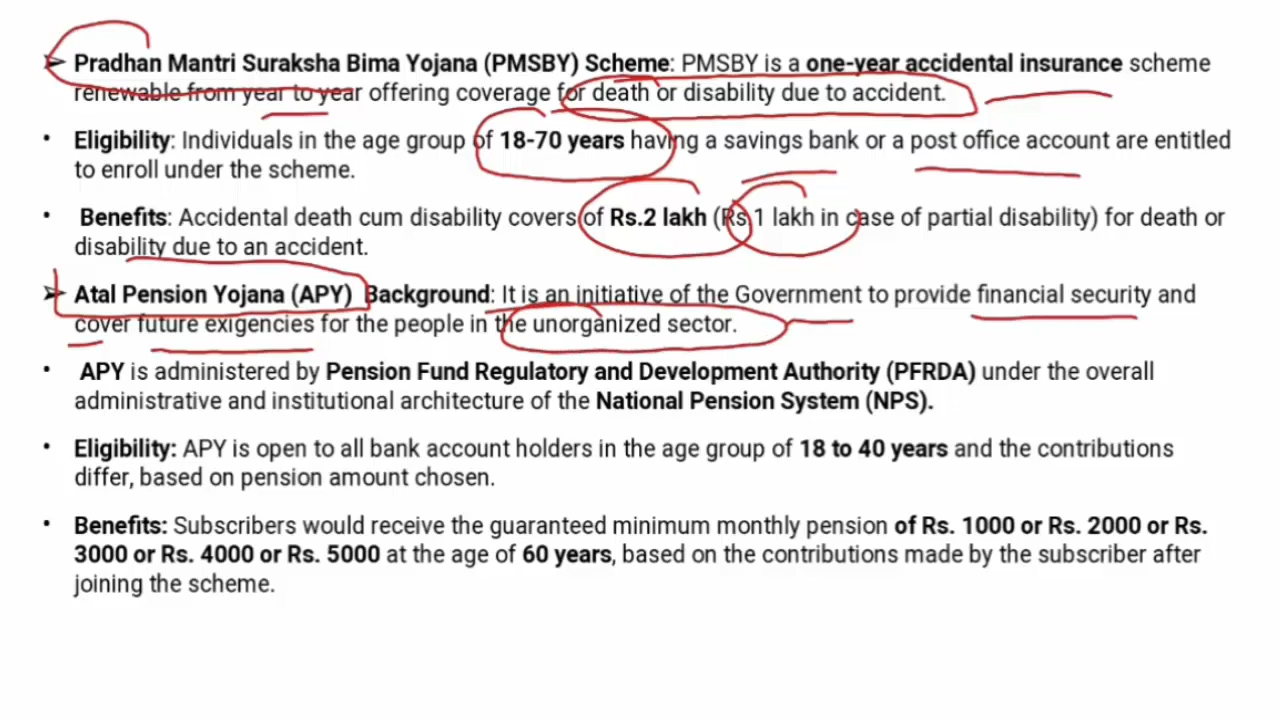 ➤ Pradhan Mantri Suraksha Bima Yojana (PMSBY) Scheme: PMSBY is a one-year accidental insurance scheme
renewable from year to year offering coverage for death or disability due to accident.
• Eligibility: Individuals in the age group of 18-70 years having a savings bank or a post office account are entitled
to enroll under the scheme.
• Benefits: Accidental death cum disability covers of Rs.2 lakh (Rs.1 lakh in case of partial disability) for death or
disability due to an accident.
➤ Atal Pension Yojana (APY) Background: It is an initiative of the Government to provide financial security and
cover future exigencies for the people in the unorganized sector.
• APY is administered by Pension Fund Regulatory and Development Authority (PFRDA) under the overall
administrative and institutional architecture of the National Pension System (NPS).
• Eligibility: APY is open to all bank account holders in the age group of 18 to 40 years and the contributions
differ, based on pension amount chosen.
• Benefits: Subscribers would receive the guaranteed minimum monthly pension of Rs. 1000 or Rs. 2000 or Rs.
3000 or Rs. 4000 or Rs. 5000 at the age of 60 years, based on the contributions made by the subscriber after
joining the scheme.